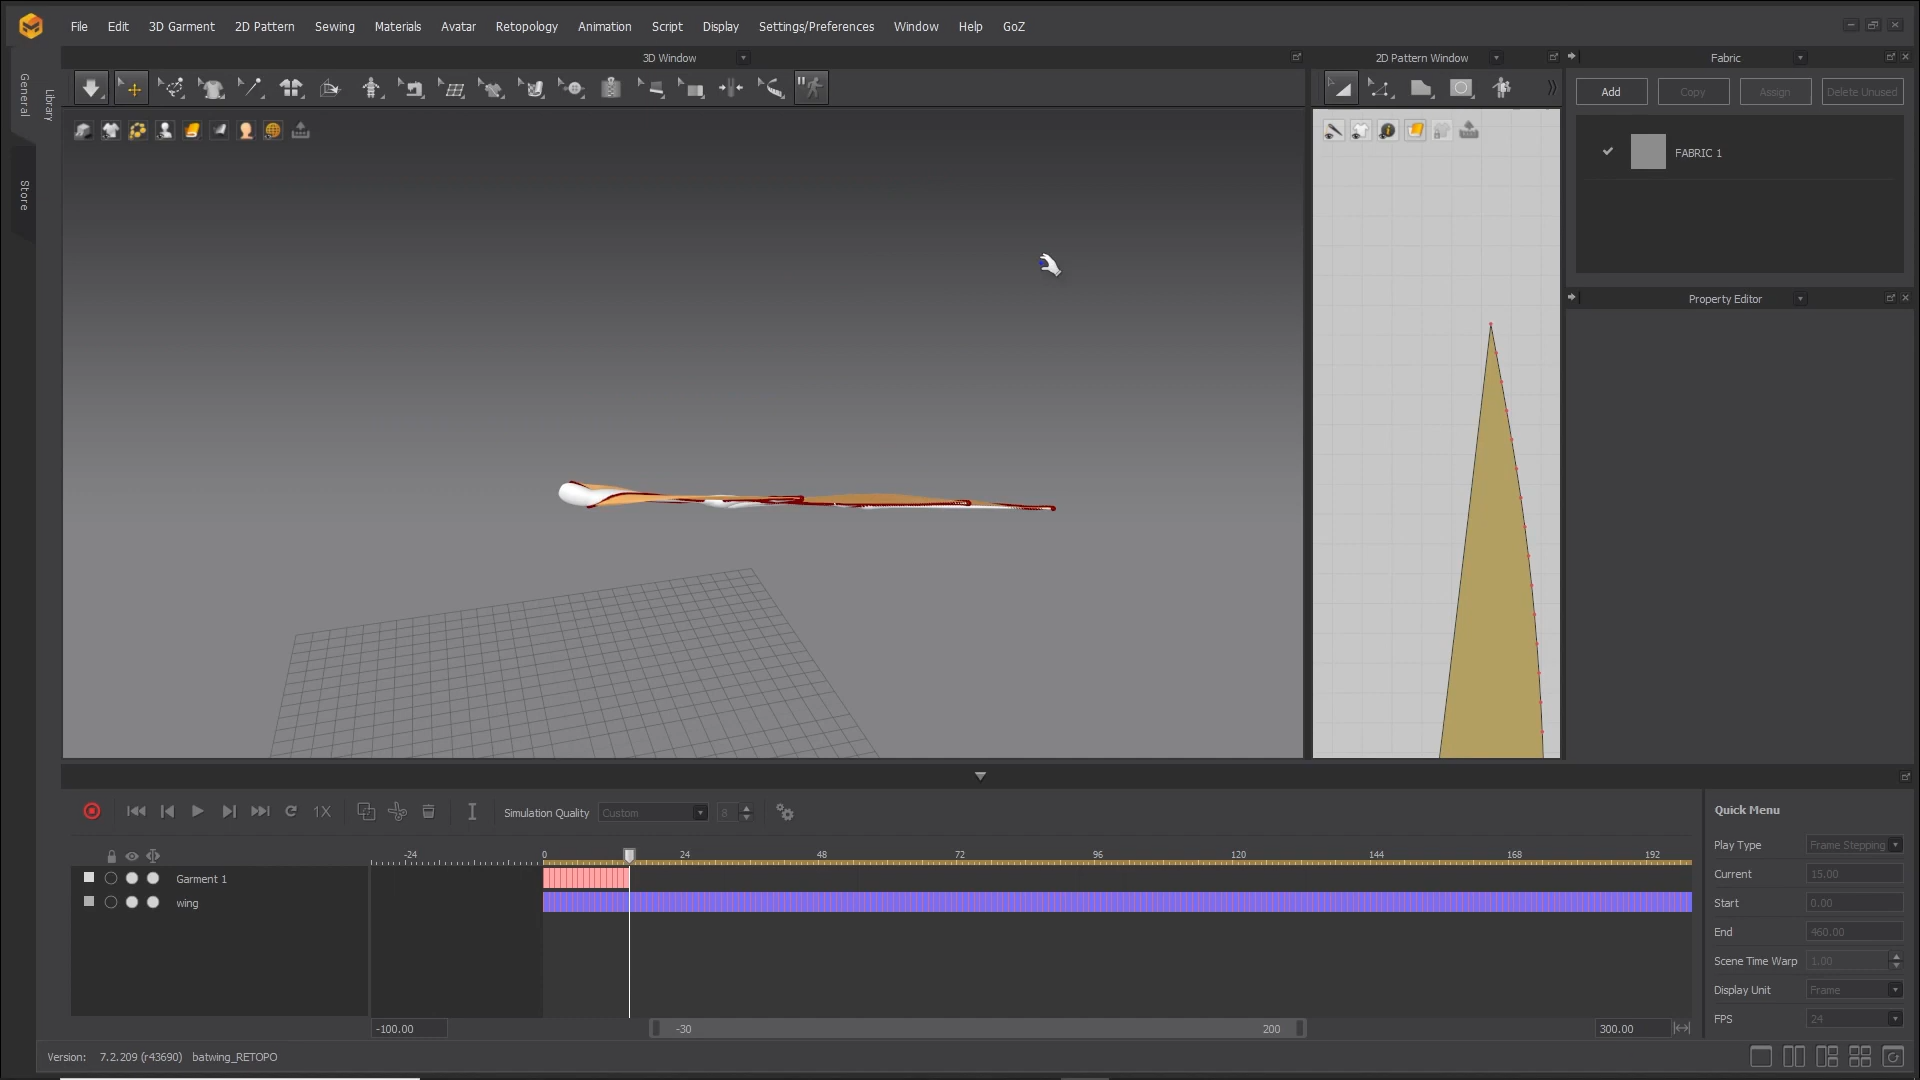 File Edit 3D Garment 2D Pattern Sewing Materials Avatar Retopology Animation Script Display Settings/Preferences Window Help GoZ
3D Window
2D Pattern Window
Fabric
General
Library
Store
Add Copy Assign Delete Unused
FABRIC 1
Property Editor
1X
Simulation Quality Custom 8
-24 0 24 48 72 96 120 144 168 192
Garment 1
wing
-100.00 -30 200 300.00
Quick Menu
Play Type Frame Stepping
Current 15.00
Start 0.00
End 460.00
Scene Time Warp 1.00
Display Unit Frame
FPS 24
Version: 7.2.209 (r43690) batwing_RETOPO